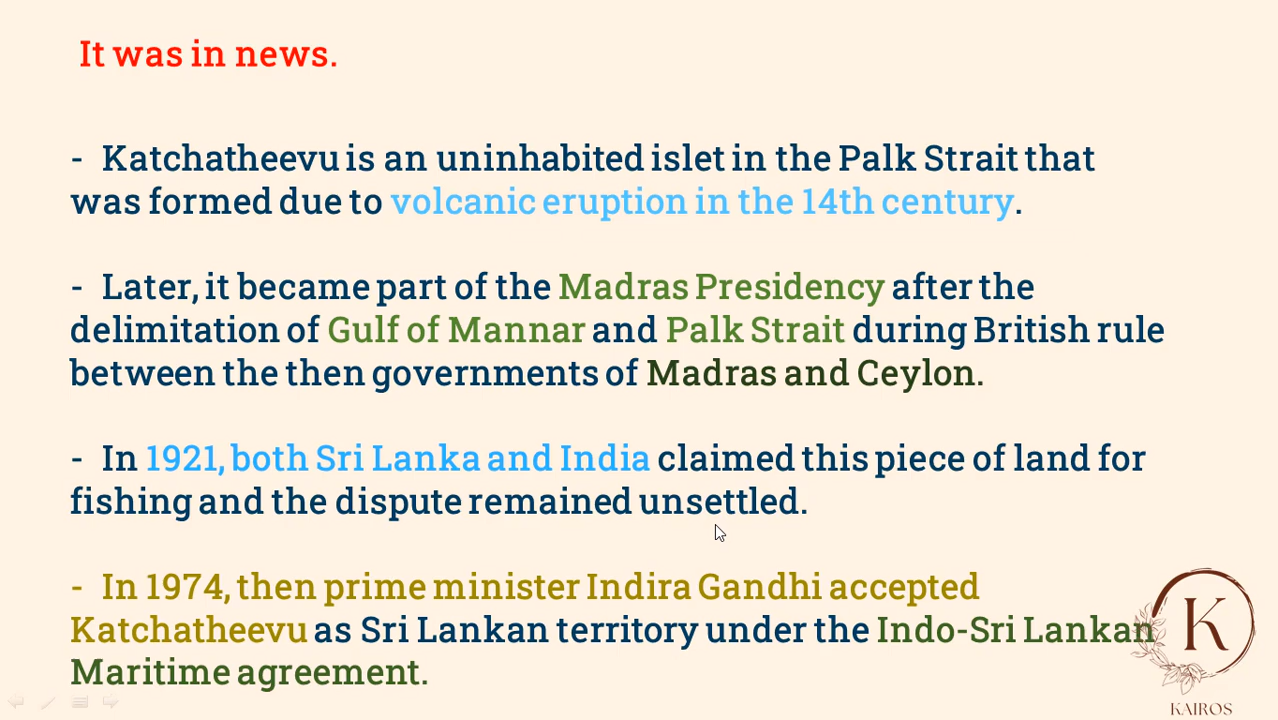 It was in news.
- Katchatheevu is an uninhabited islet in the Palk Strait that
was formed due to volcanic eruption in the 14th century.
- Later, it became part of the Madras Presidency after the
delimitation of Gulf of Mannar and Palk Strait during British rule
between the then governments of Madras and Ceylon.
- In 1921, both Sri Lanka and India claimed this piece of land for
fishing and the dispute remained unsettled.
- In 1974, then prime minister Indira Gandhi accepted
Katchatheevu as Sri Lankan territory under the Indo-Sri Lankan
Maritime agreement.
K
KAIROS